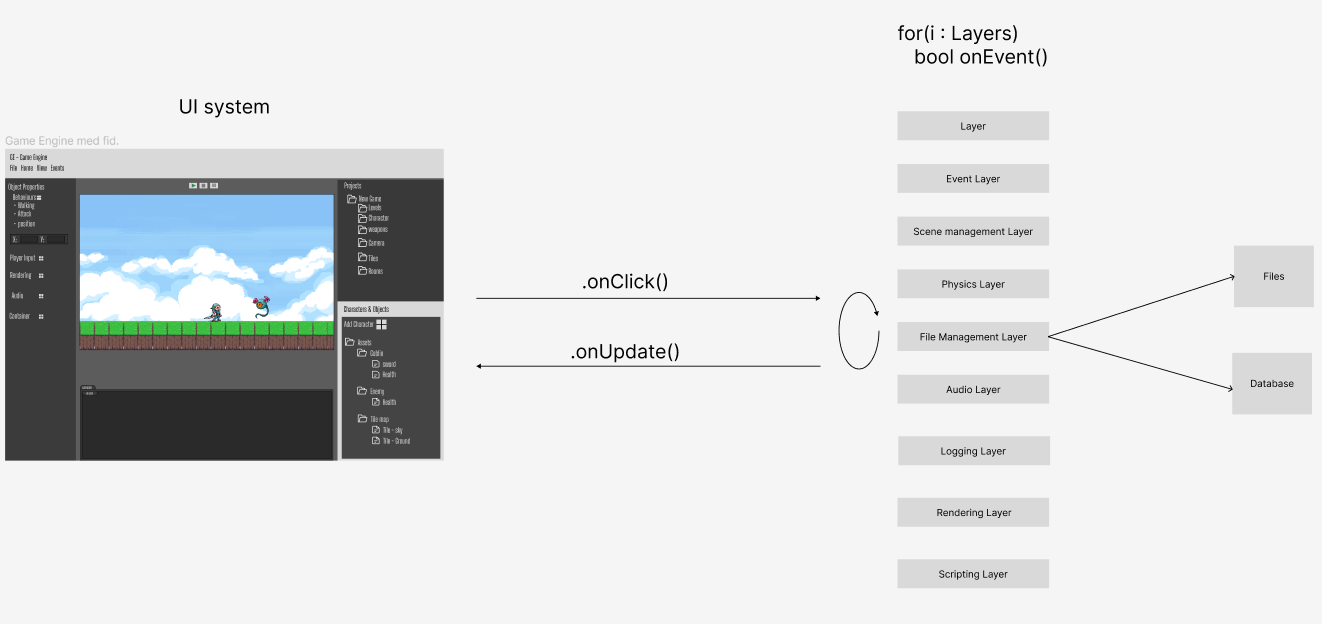 for(i : Layers)
bool onEvent()
UI system
Game Engine med fid.
GE - Game Engine
File Home View Events
Object Properties
Behaviours
- Walking
- Attack
- position
X: Y:
Player Input
Rendering
Audio
Container
Projects
New Game
Levels
Character
weapons
Camera
Tiles
Rooms
Characters & Objects
Add Character
Assets
Goblin
sword
Health
Enemy
Health
Tile map
Tile - sky
Tile - Ground
.onClick()
.onUpdate()
Layer
Event Layer
Scene management Layer
Physics Layer
File Management Layer
Audio Layer
Logging Layer
Rendering Layer
Scripting Layer
Files
Database